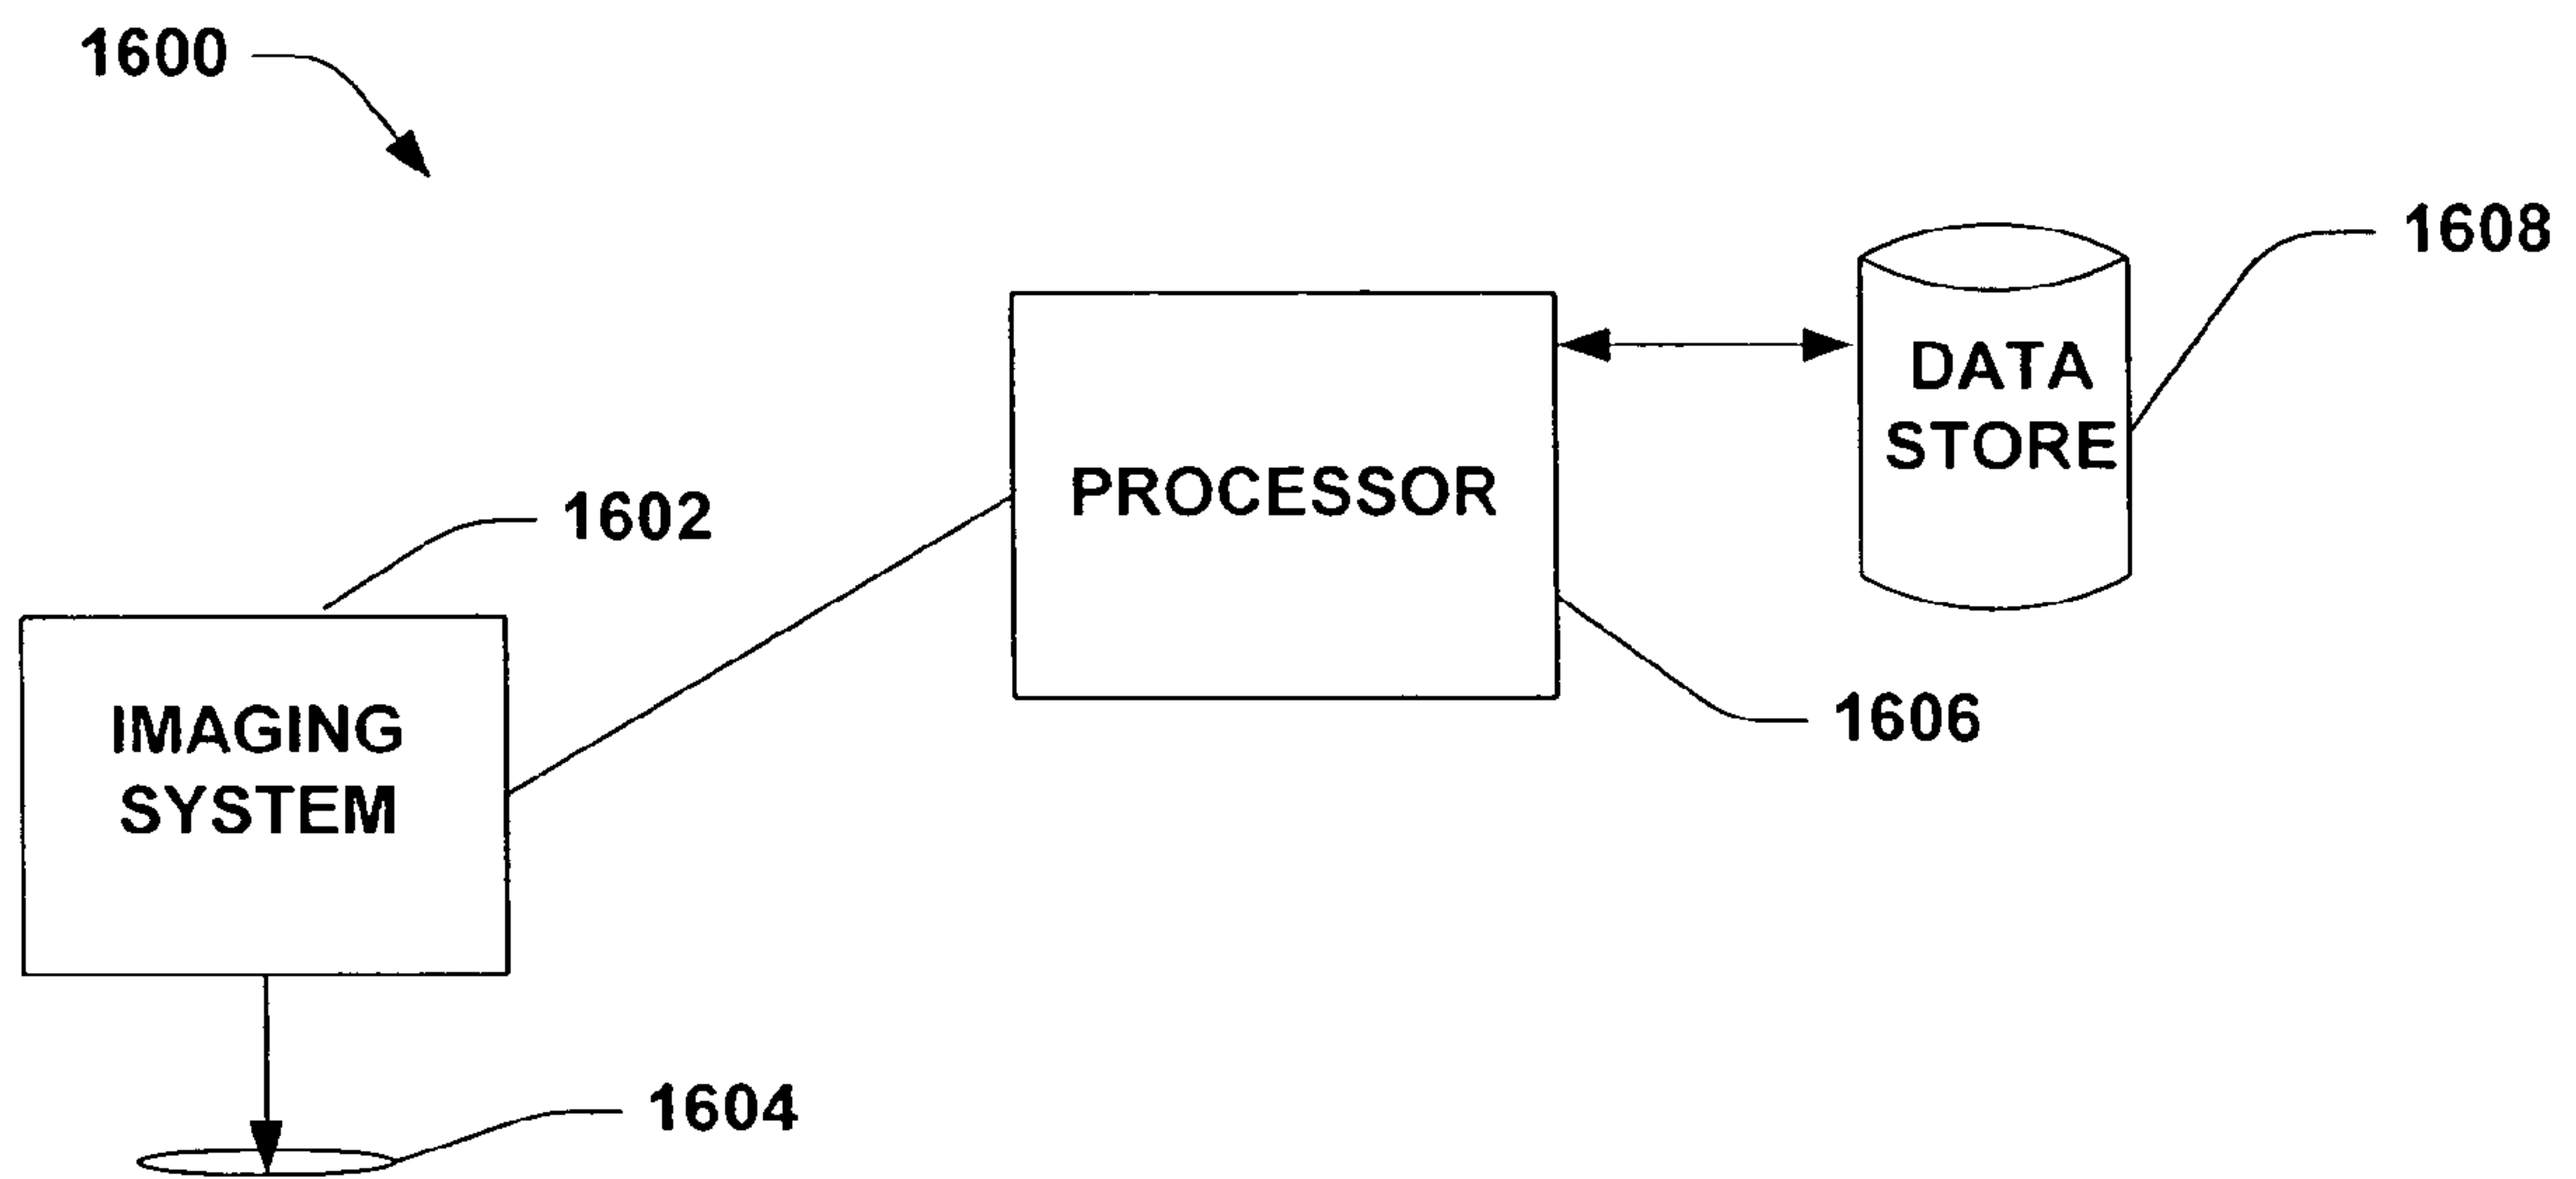 1600
1608
DATA
STORE
PROCESSOR
1602
1606
IMAGING
SYSTEM
1604